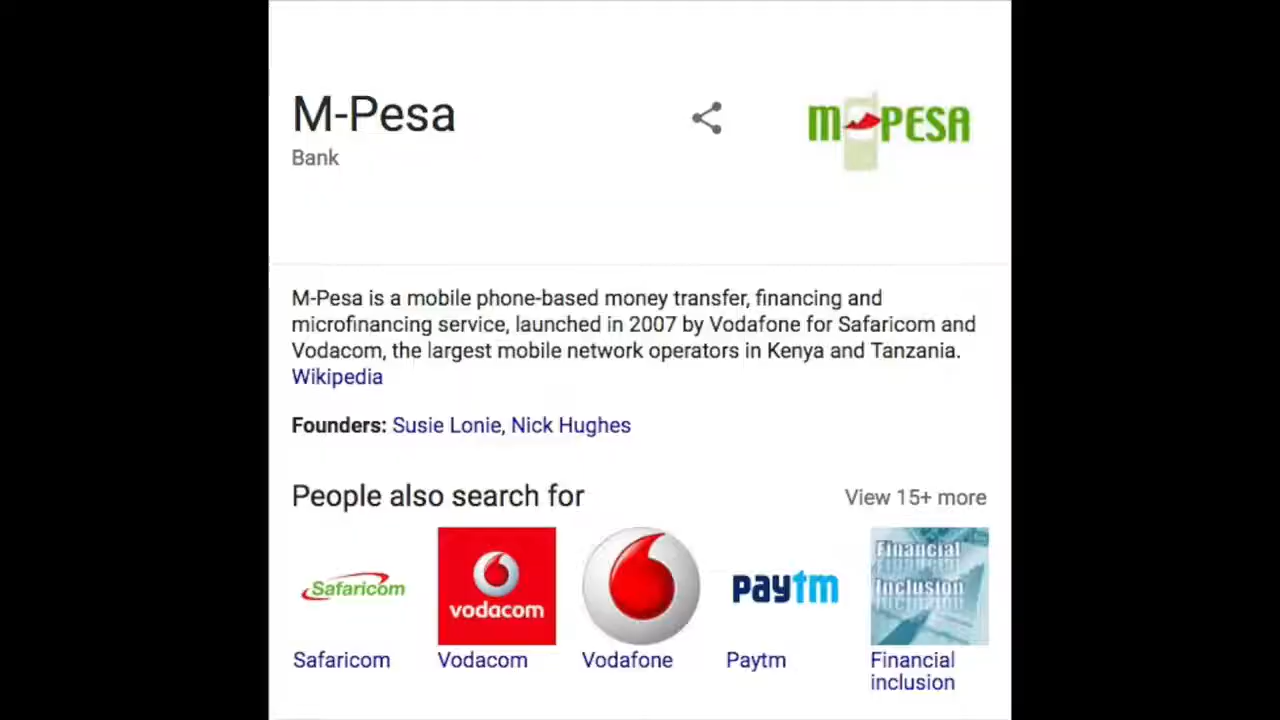 M-Pesa
Bank
M PESA
M-Pesa is a mobile phone-based money transfer, financing and
microfinancing service, launched in 2007 by Vodafone for Safaricom and
Vodacom, the largest mobile network operators in Kenya and Tanzania.
Wikipedia
Founders: Susie Lonie, Nick Hughes
People also search for
View 15+ more
Safaricom
vodacom
paytm
Financial
Inclusion
Safaricom
Vodacom
Vodafone
Paytm
Financial
inclusion